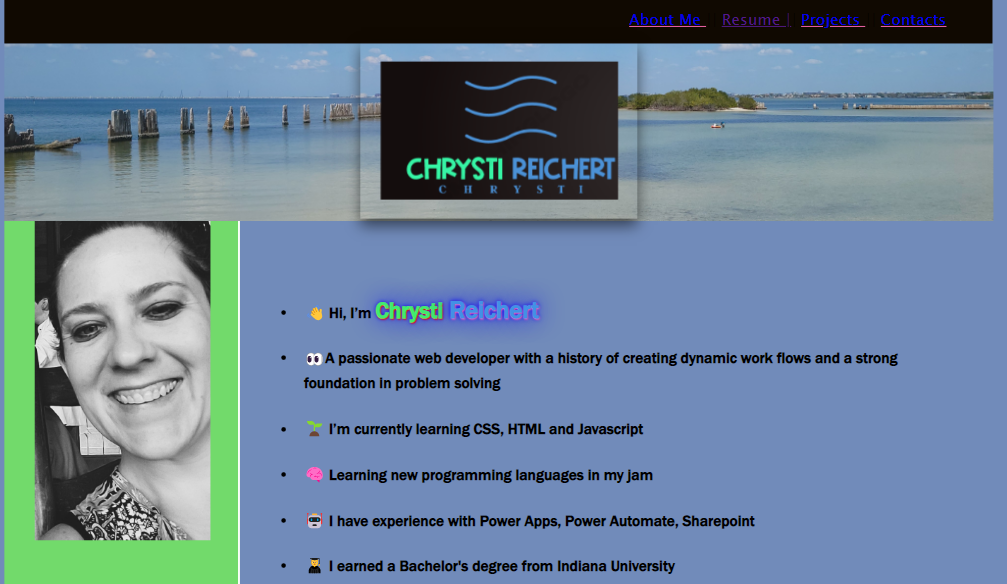 About Me Resume | Projects Contacts
CHRYSTI REICHERT
CHRYSTI
• 👋 Hi, I'm Chrysti Reichert
• 👀 A passionate web developer with a history of creating dynamic work flows and a strong
foundation in problem solving
• 🌱 I'm currently learning CSS, HTML and Javascript
• 🧠 Learning new programming languages in my jam
• 🤖 I have experience with Power Apps, Power Automate, Sharepoint
• 👨‍🎓 I earned a Bachelor's degree from Indiana University